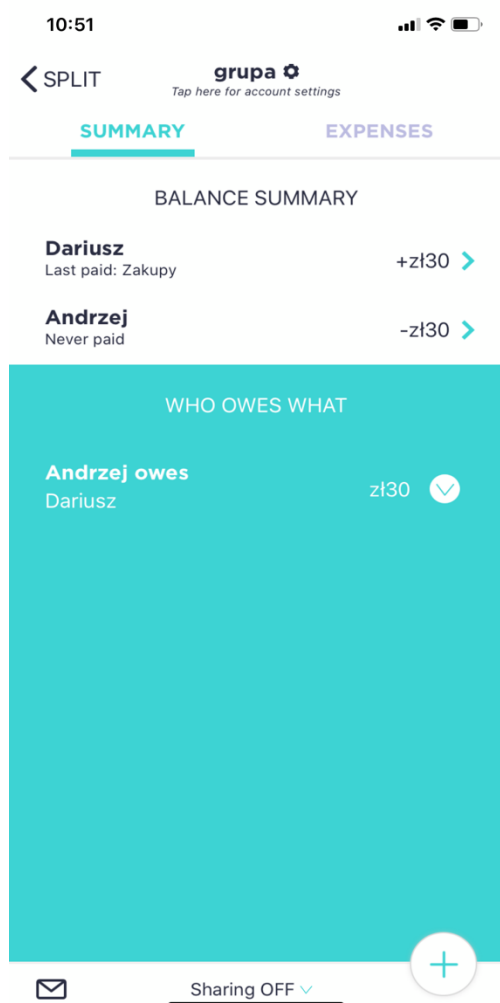 10:51
SPLIT
grupa
Tap here for account settings
SUMMARY
EXPENSES
BALANCE SUMMARY
Dariusz
Last paid: Zakupy
+zł30
Andrzej
Never paid
-zł30
WHO OWES WHAT
Andrzej owes
Dariusz
zł30
Sharing OFF